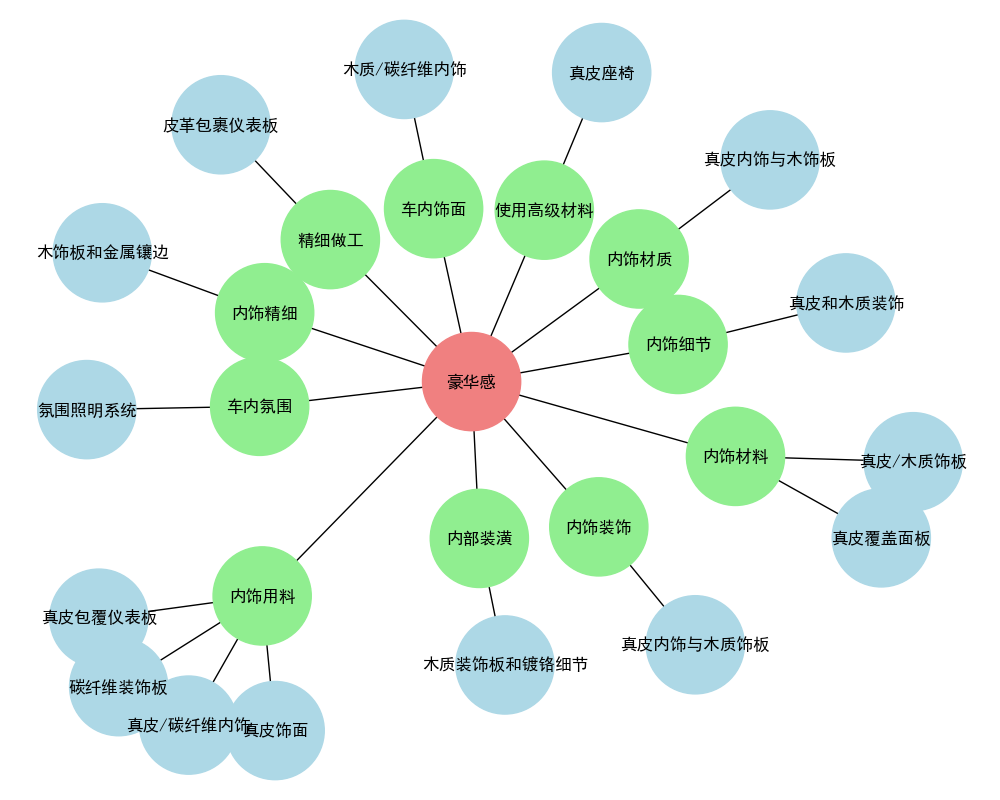 木质/碳纤维内饰
真皮座椅
皮革包裹仪表板
真皮内饰与木饰板
车内饰面
使用高级材料
精细做工
木饰板和金属镶边
内饰材质
真皮和木质装饰
内饰精细
内饰细节
豪华感
氛围照明系统
车内氛围
内饰材料
真皮/木质饰板
内饰装饰
内部装潢
真皮覆盖面板
内饰用料
真皮包覆仪表板
真皮内饰与木质饰板
木质装饰板和镀铬细节
碳纤维装饰板
真皮/碳纤维内饰
真皮饰面